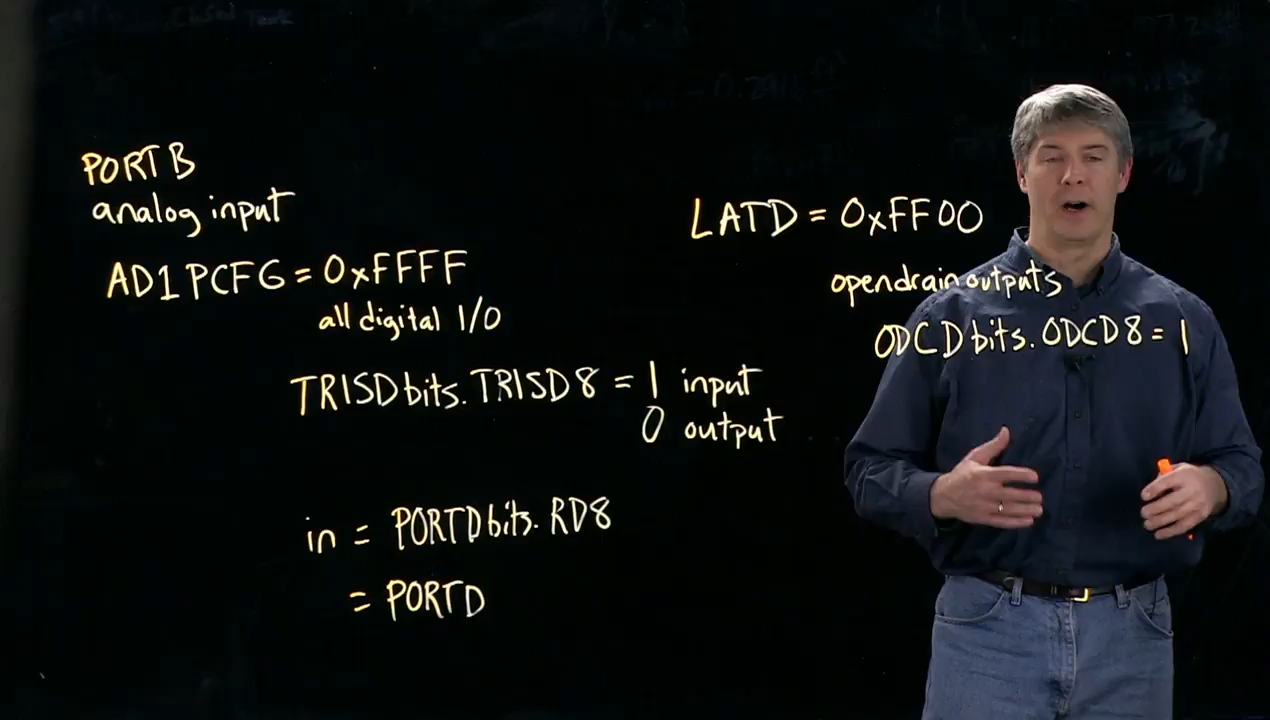 PORT B
analog input
AD1PCFG = 0xFFFF
all digital I/O
TRISDbits.TRISD8 = 1 input
0 output
in = PORTDbits.RD8
= PORTD
LATD = 0xFF00
opendrain outputs
ODCDbits.ODCD8 = 1